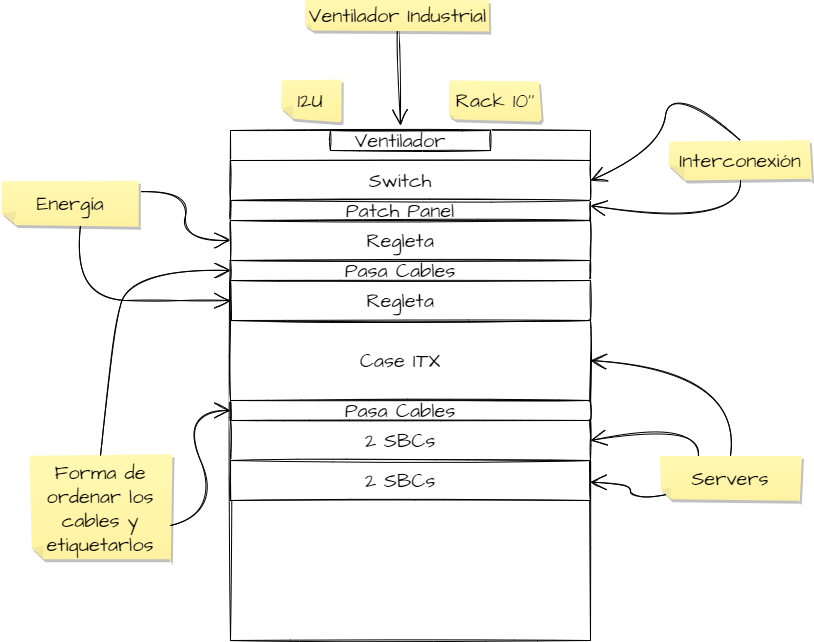 Ventilador Industrial
12U
Rack 10"
Ventilador
Interconexión
Switch
Energía
Patch Panel
Regleta
Pasa Cables
Regleta
Case ITX
Pasa Cables
2 SBCs
Forma de
ordenar los
cables y
etiquetarlos
2 SBCs
Servers